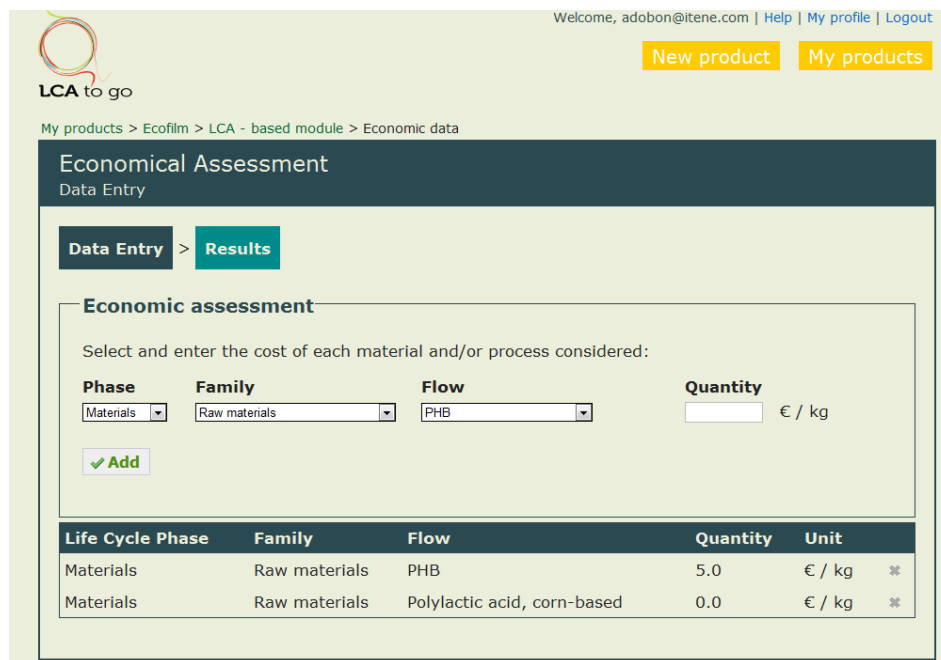 Welcome, adobon@itene.com | Help | My profile | Logout
New product My products
LCA to go
My products > Ecofilm > LCA - based module > Economic data
Economical Assessment
Data Entry
Data Entry > Results
Economic assessment
Select and enter the cost of each material and/or process considered:
Phase Family Flow Quantity
Materials Raw materials PHB € / kg
Add
Life Cycle Phase Family Flow Quantity Unit
Materials Raw materials PHB 5.0 € / kg
Materials Raw materials Polylactic acid, corn-based 0.0 € / kg